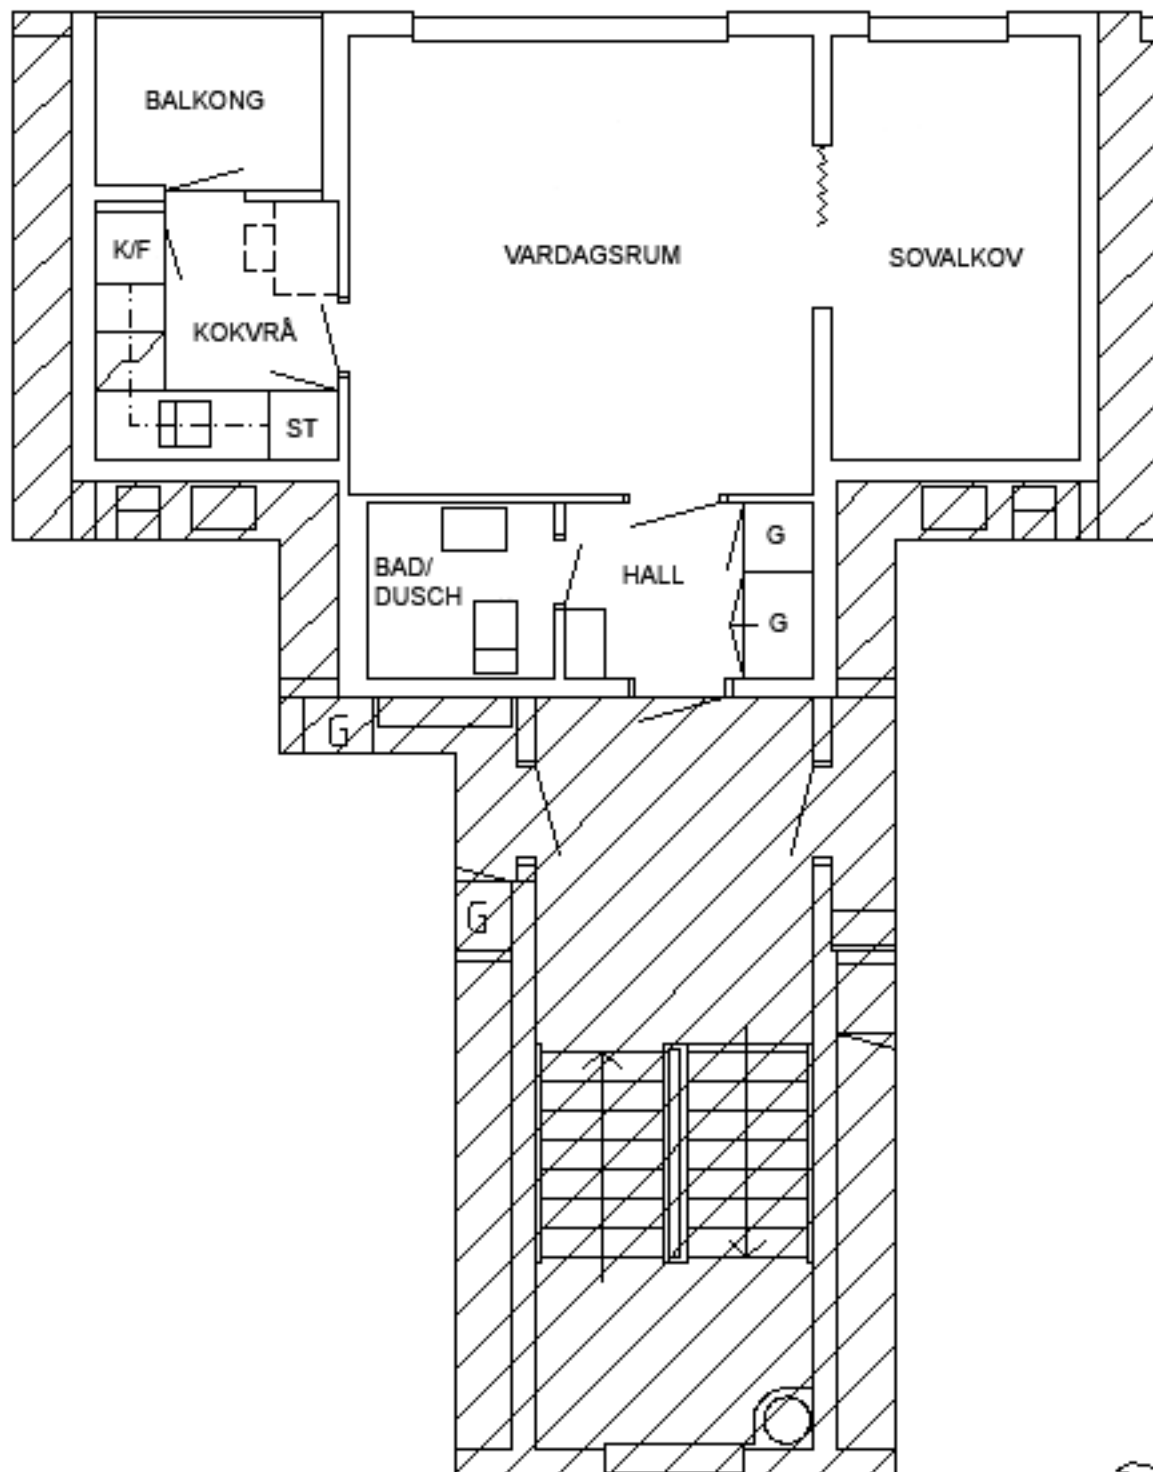 BALKONG
K/F
VARDAGSRUM
SOVALKOV
KOKVRÅ
ST
G
BAD/
DUSCH
HALL
G
G
G